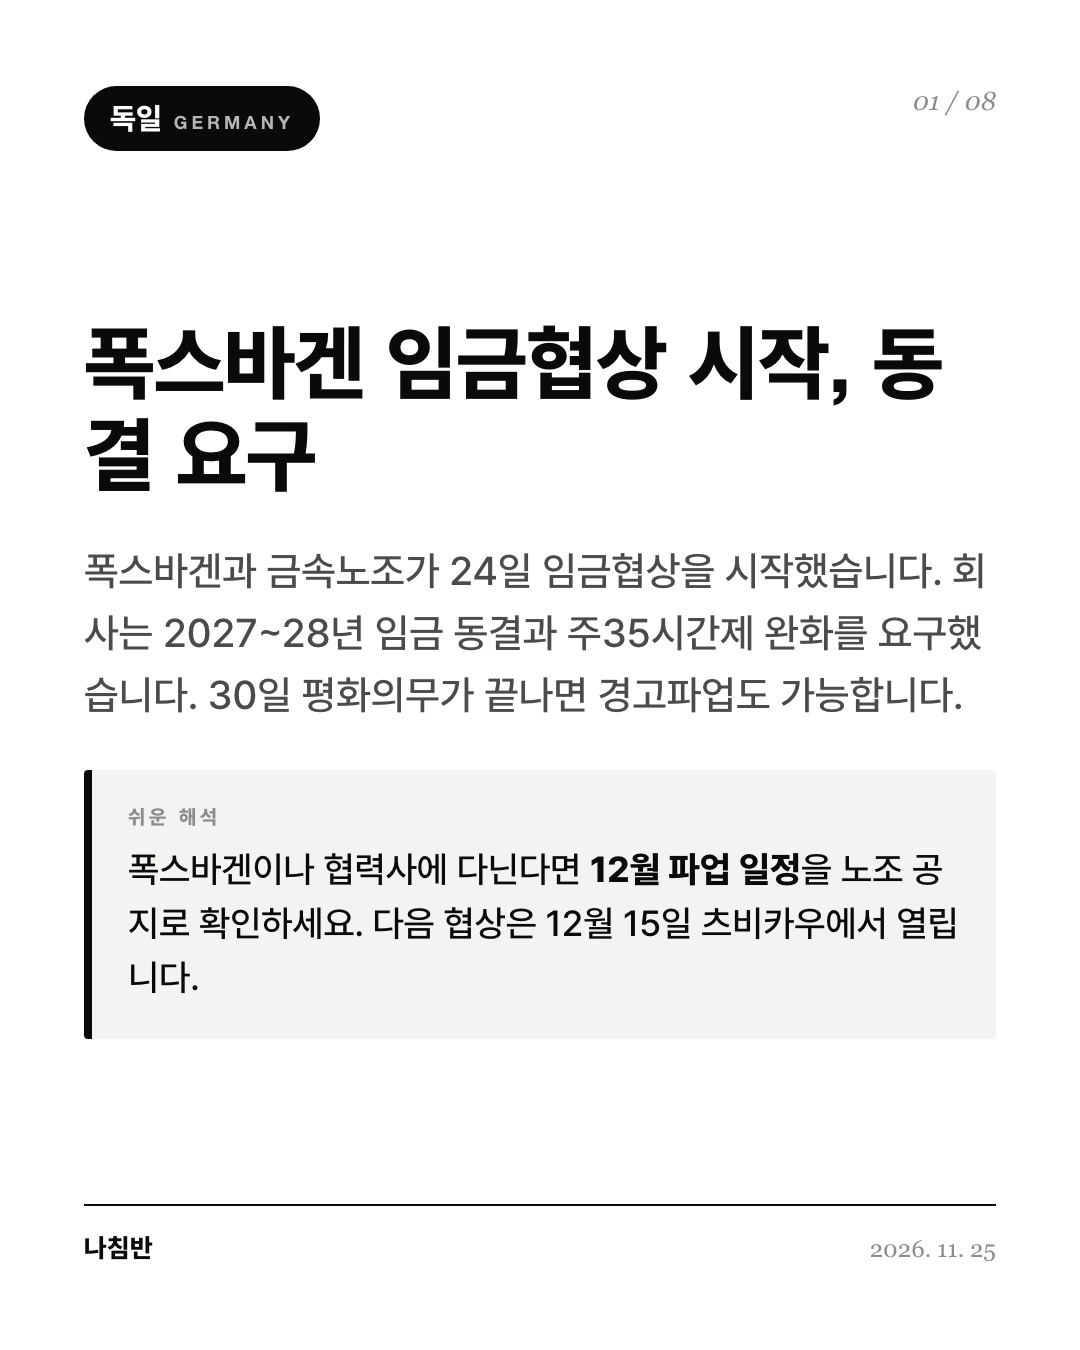 독일 GERMANY
01 / 08
폭스바겐 임금협상 시작, 동
결 요구
폭스바겐과 금속노조가 24일 임금협상을 시작했습니다. 회
사는 2027~28년 임금 동결과 주35시간제 완화를 요구했
습니다. 30일 평화의무가 끝나면 경고파업도 가능합니다.
쉬운 해석
폭스바겐이나 협력사에 다닌다면 12월 파업 일정을 노조 공
지로 확인하세요. 다음 협상은 12월 15일 츠비카우에서 열립
니다.
나침반
2026. 11. 25